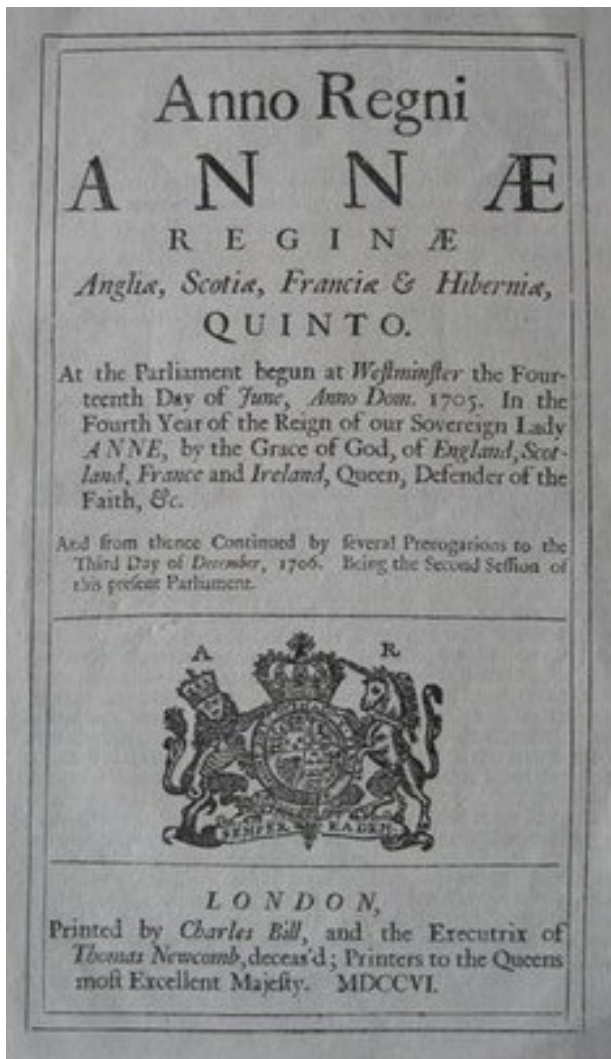 Anno Regni
ANNÆ
REGINÆ
Angliæ, Scotiæ, Franciæ & Hiberniæ,
QUINTO.
At the Parliament begun at Weſtminſter the Four-
teenth Day of June, Anno Dom. 1705. In the
Fourth Year of the Reign of our Sovereign Lady
ANNE, by the Grace of God, of England, Scot-
land, France and Ireland, Queen, Defender of the
Faith, &c.
And from thence Continued by ſeveral Prorogations to the
Third Day of December, 1706. Being the Second Seſſion of
this preſent Parliament.
A R
SEMPER EADEM
LONDON,
Printed by Charles Bill, and the Executrix of
Thomas Newcomb, deceas'd; Printers to the Queens
moſt Excellent Majeſty. MDCCVI.